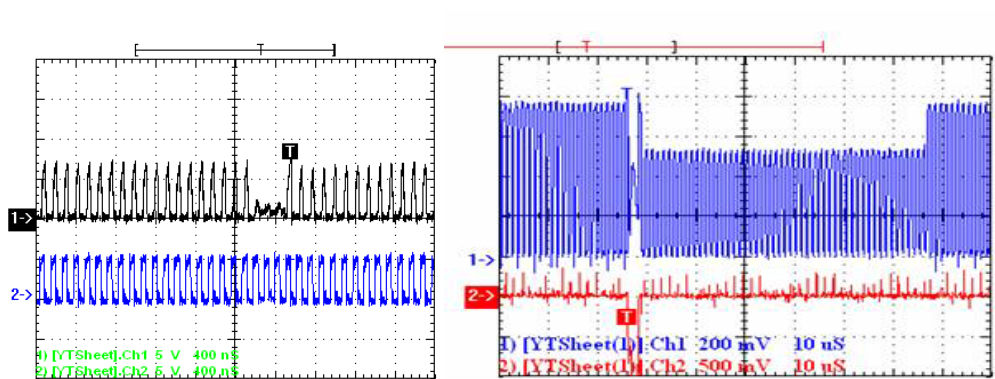 T
1->
2->
1) [YTSheet].Ch1 5 V 400 nS
2) [YTSheet].Ch2 5 V 400 nS
T
T
1->
2->
T
1) [YTSheet(1)].Ch1 200 mV 10 uS
2) [YTSheet(1)].Ch2 500 mV 10 uS